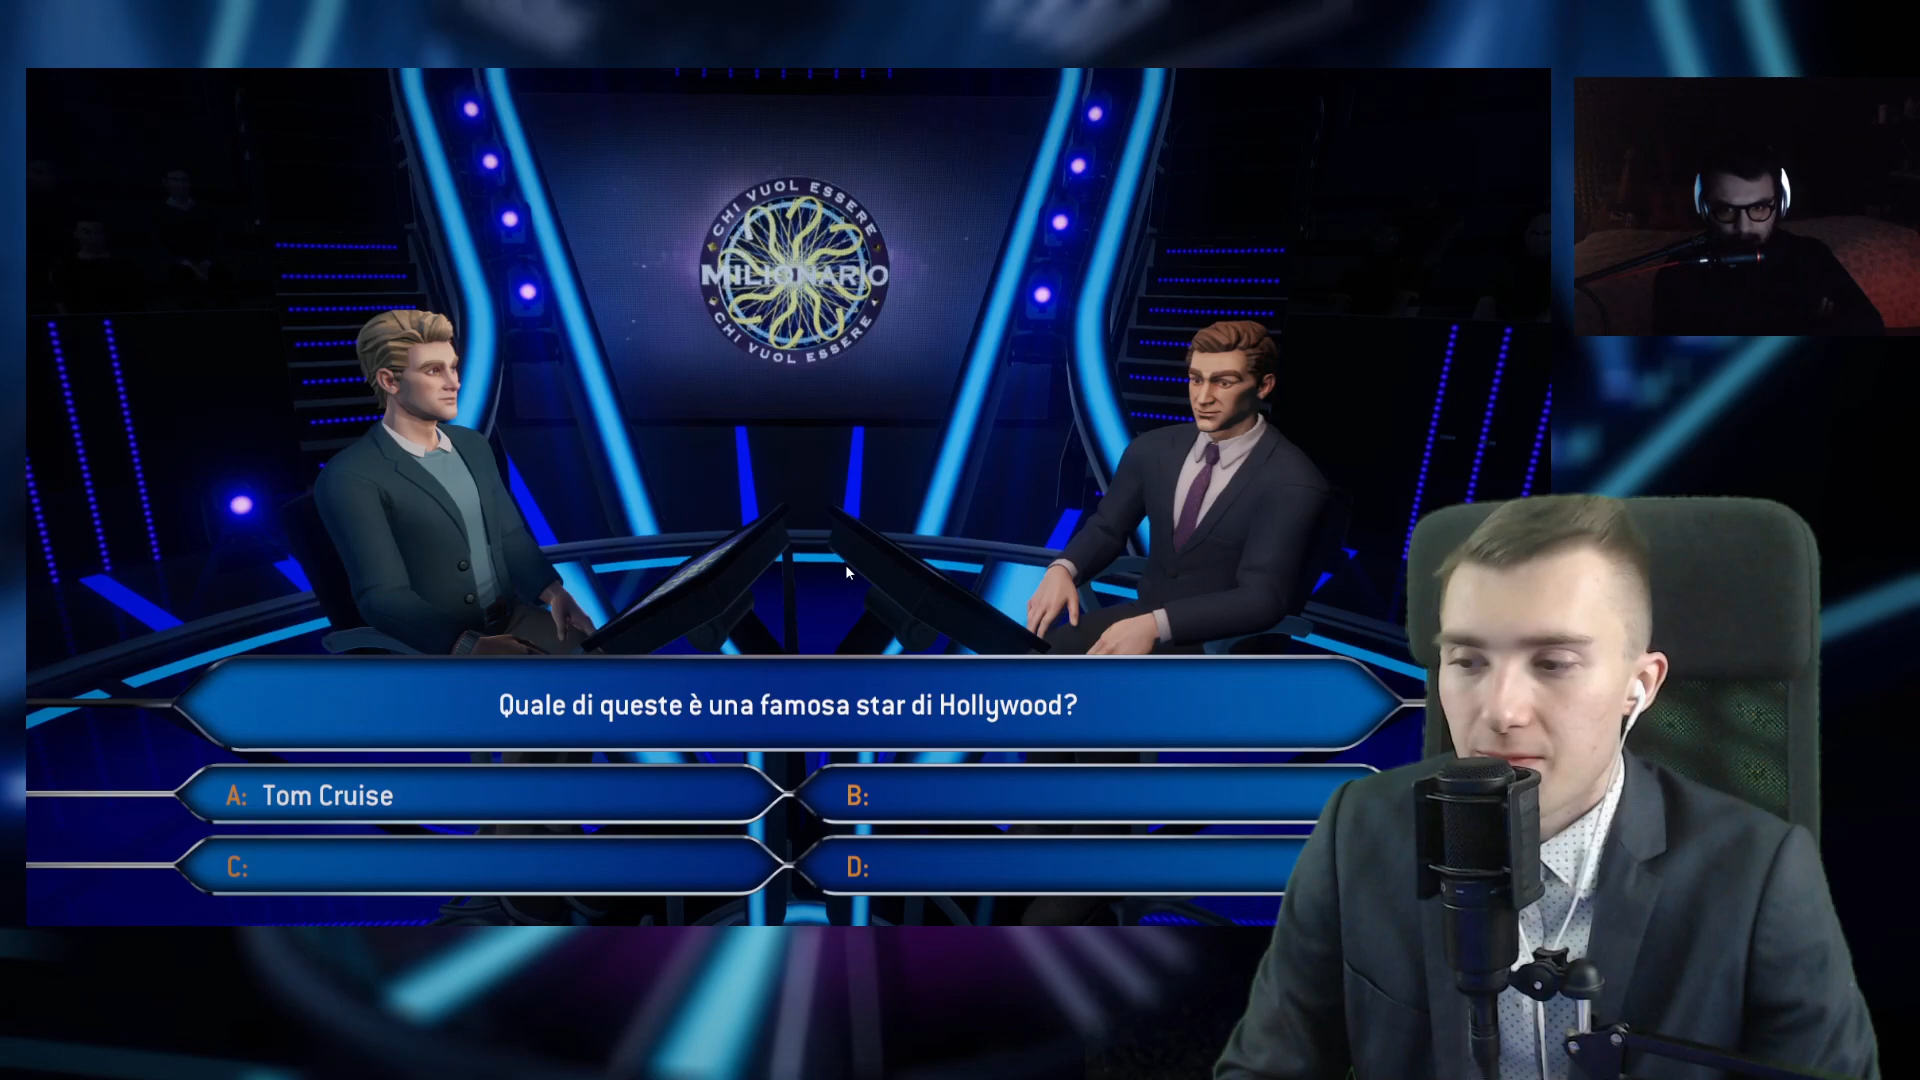 CHI VUOL ESSERE
MILIONARIO
CHI VUOL ESSERE
Quale di queste è una famosa star di Hollywood?
A: Tom Cruise
B:
C:
D: